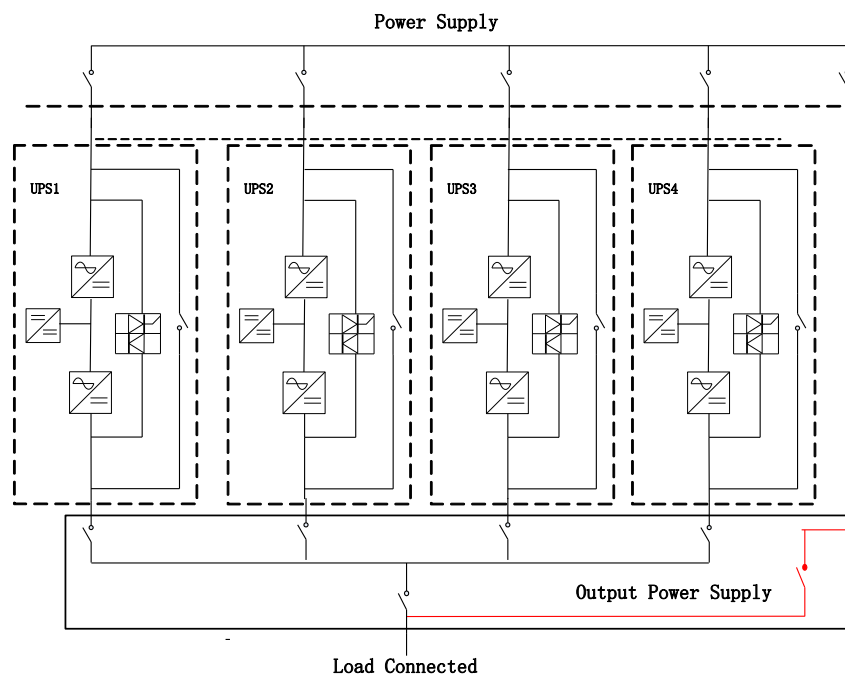 Power Supply
UPS1
UPS2
UPS3
UPS4
Output Power Supply
Load Connected